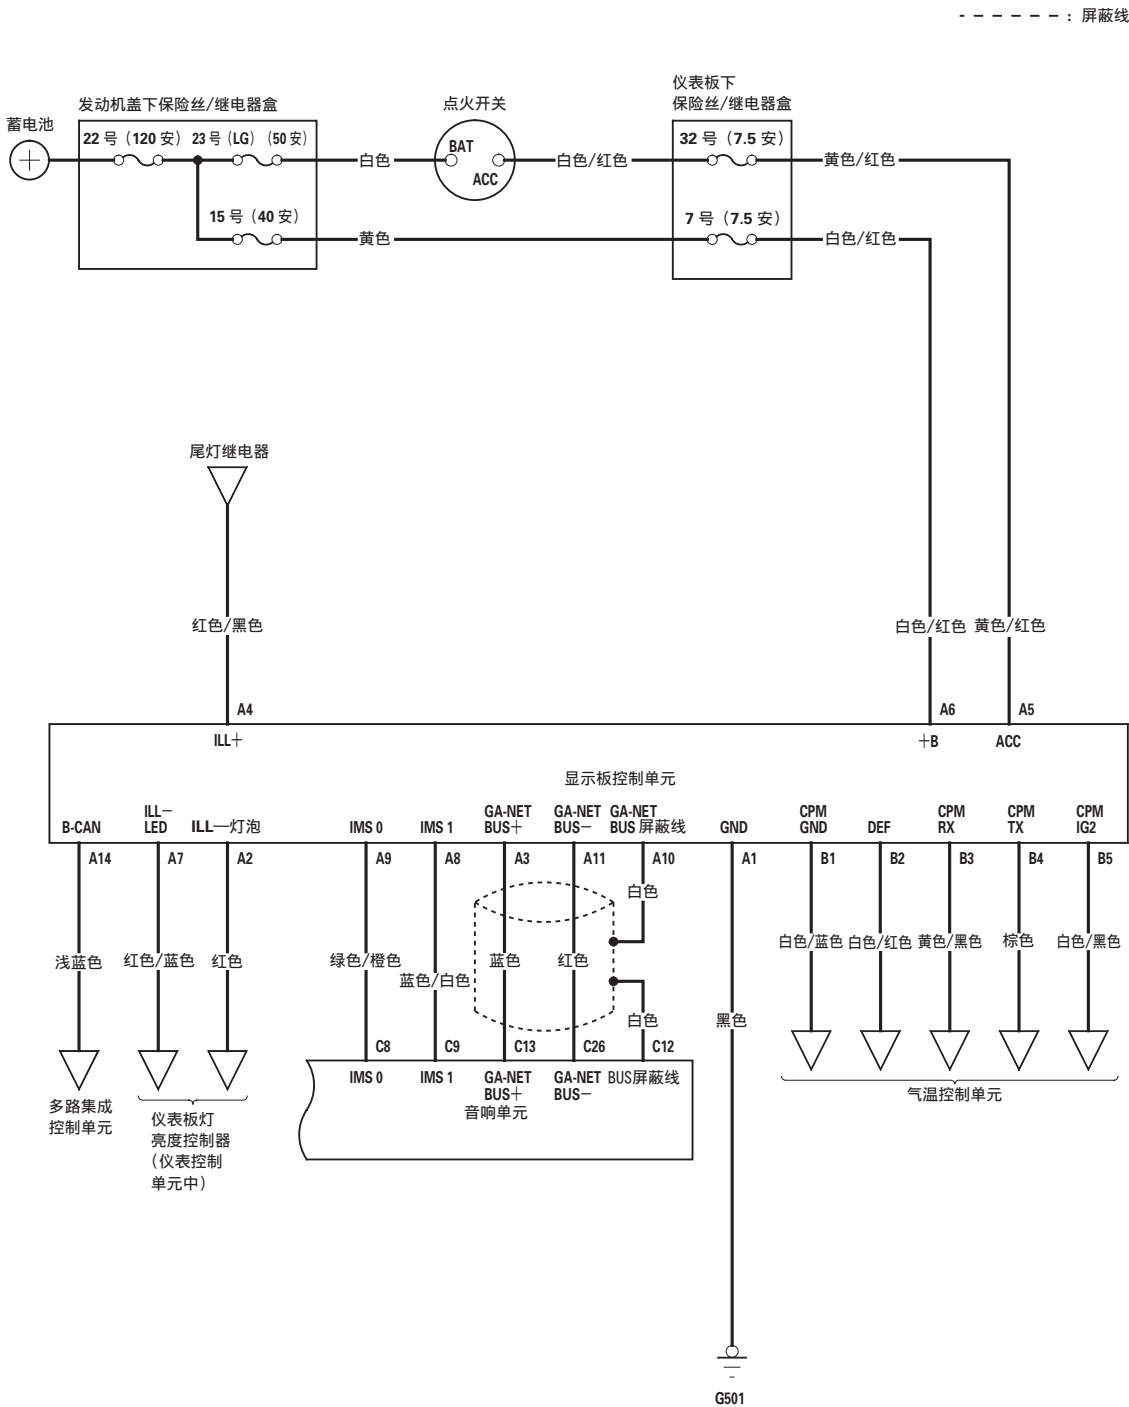 ：屏蔽线
仪表板下
保险丝/继电器盒
发动机盖下保险丝/继电器盒
点火开关
蓄电池
22 号（120 安）
23 号（LG）（50 安）
BAT
ACC
32 号（7.5 安）
白色
白色/红色
黄色/红色
15 号（40 安）
7 号（7.5 安）
黄色
白色/红色
尾灯继电器
红色/黑色
白色/红色
黄色/红色
A4
A6
A5
ILL＋
＋B
ACC
显示板控制单元
B-CAN
ILL－
LED
ILL—灯泡
IMS 0
IMS 1
GA-NET
BUS＋
GA-NET
BUS－
GA-NET
BUS 屏蔽线
GND
CPM
GND
DEF
CPM
RX
CPM
TX
CPM
IG2
A14
A7
A2
A9
A8
A3
A11
A10
A1
B1
B2
B3
B4
B5
白色
浅蓝色
红色/蓝色
红色
绿色/橙色
蓝色/白色
蓝色
红色
白色
黑色
白色/蓝色
白色/红色
黄色/黑色
棕色
白色/黑色
C8
C9
C13
C26
C12
IMS 0
IMS 1
GA-NET
BUS＋
GA-NET
BUS－
BUS屏蔽线
音响单元
多路集成
控制单元
仪表板灯
亮度控制器
（仪表控制
单元中）
气温控制单元
G501